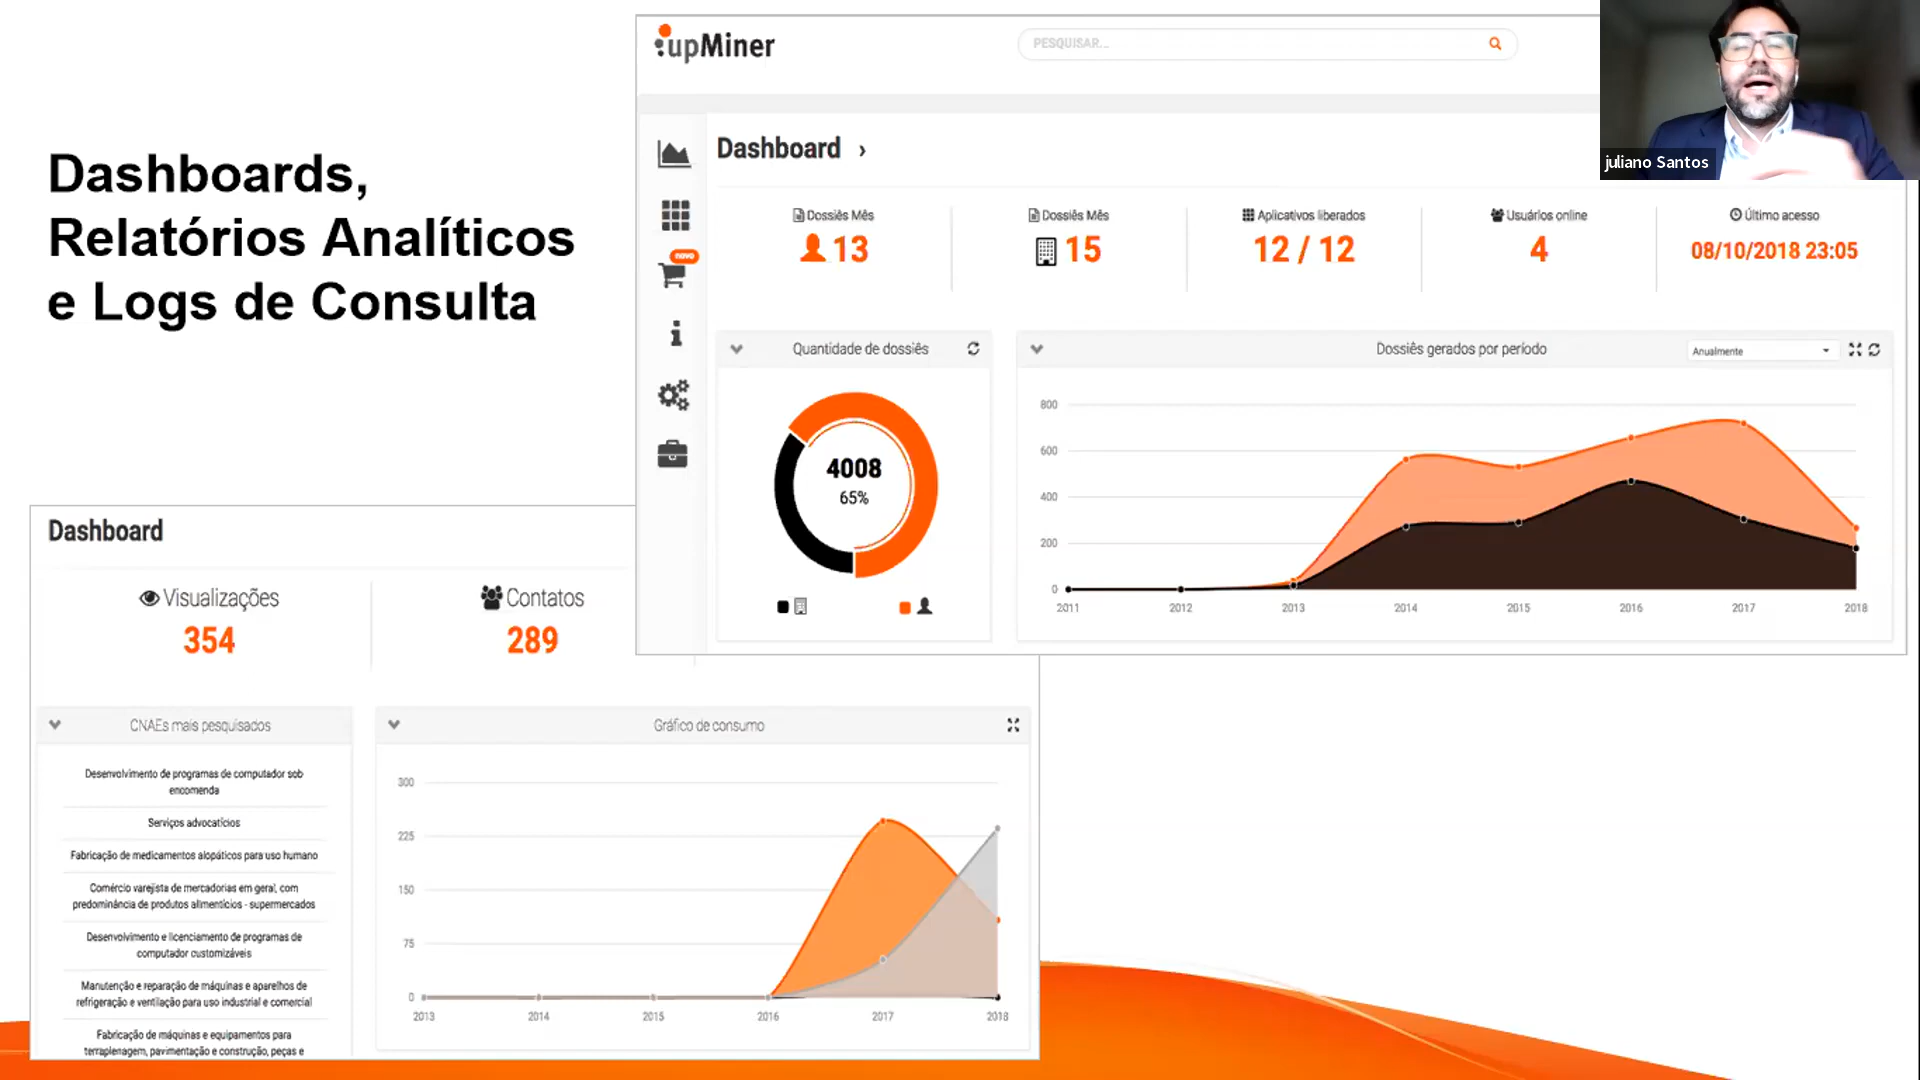 Dashboards,
Relatórios Analíticos
e Logs de Consulta
upMiner
PESQUISAR...
juliano Santos
novo
Dashboard ›
Dossiês Mês
13
Dossiês Mês
15
Aplicativos liberados
12 / 12
Usuários online
4
Último acesso
08/10/2018 23:05
Quantidade de dossiês
4008
65%
Dossiês gerados por período
Anualmente
800
600
400
200
0
2011 2012 2013 2014 2015 2016 2017 2018
Dashboard
Visualizações
354
Contatos
289
CNAEs mais pesquisados
Desenvolvimento de programas de computador sob
encomenda
Serviços advocatícios
Fabricação de medicamentos alopáticos para uso humano
Comércio varejista de mercadorias em geral, com
predominância de produtos alimentícios - supermercados
Desenvolvimento e licenciamento de programas de
computador customizáveis
Manutenção e reparação de máquinas e aparelhos de
refrigeração e ventilação para uso industrial e comercial
Fabricação de máquinas e equipamentos para
terraplenagem, pavimentação e construção, peças e
Gráfico de consumo
300
225
150
75
0
2013 2014 2015 2016 2017 2018